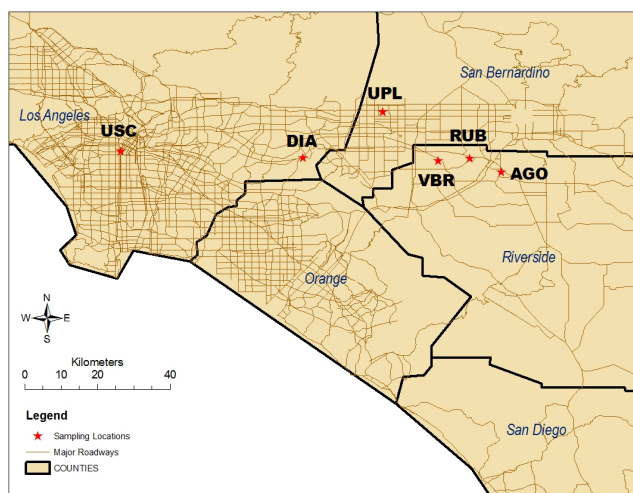 San Bernardino
UPL
Los Angeles
USC
DIA
RUB
VBR
AGO
Riverside
Orange
N
W E
S
Kilometers
0 10 20 40
San Diego
Legend
Sampling Locations
Major Roadways
COUNTIES